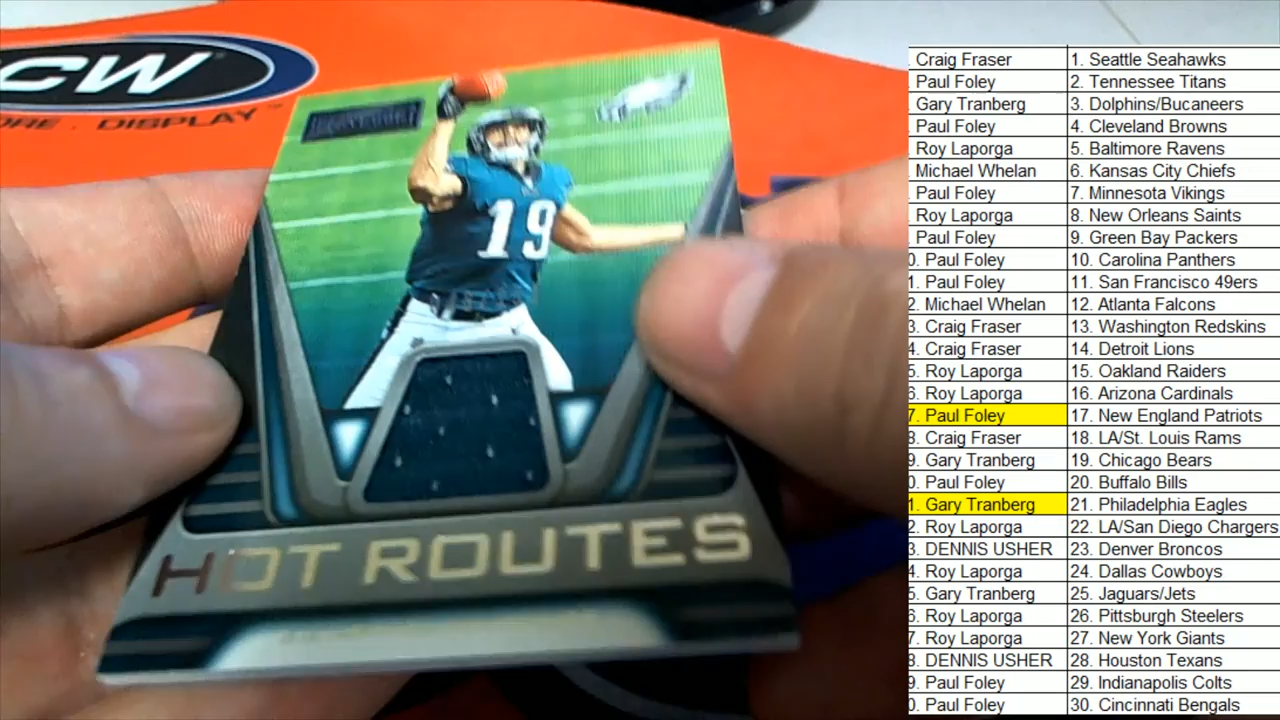 CW
ORE . DISPLAY™
19
HOT ROUTES
. Craig Fraser 1. Seattle Seahawks
Paul Foley 2. Tennessee Titans
Gary Tranberg 3. Dolphins/Bucaneers
Paul Foley 4. Cleveland Browns
Roy Laporga 5. Baltimore Ravens
Michael Whelan 6. Kansas City Chiefs
. Paul Foley 7. Minnesota Vikings
. Roy Laporga 8. New Orleans Saints
. Paul Foley 9. Green Bay Packers
0. Paul Foley 10. Carolina Panthers
1. Paul Foley 11. San Francisco 49ers
2. Michael Whelan 12. Atlanta Falcons
3. Craig Fraser 13. Washington Redskins
4. Craig Fraser 14. Detroit Lions
5. Roy Laporga 15. Oakland Raiders
6. Roy Laporga 16. Arizona Cardinals
7. Paul Foley 17. New England Patriots
8. Craig Fraser 18. LA/St. Louis Rams
9. Gary Tranberg 19. Chicago Bears
0. Paul Foley 20. Buffalo Bills
1. Gary Tranberg 21. Philadelphia Eagles
2. Roy Laporga 22. LA/San Diego Chargers
3. DENNIS USHER 23. Denver Broncos
4. Roy Laporga 24. Dallas Cowboys
5. Gary Tranberg 25. Jaguars/Jets
6. Roy Laporga 26. Pittsburgh Steelers
7. Roy Laporga 27. New York Giants
8. DENNIS USHER 28. Houston Texans
9. Paul Foley 29. Indianapolis Colts
0. Paul Foley 30. Cincinnati Bengals